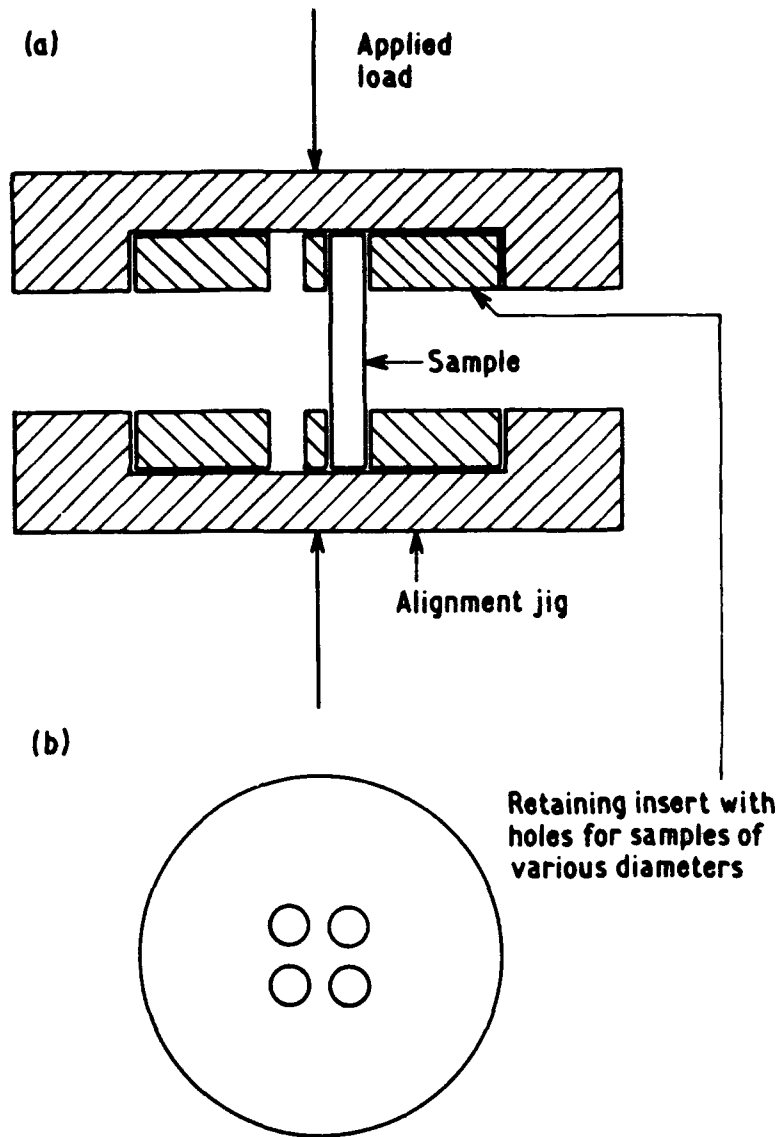 (a)
Applied
load
Sample
Alignment jig
(b)
Retaining insert with
holes for samples of
various diameters